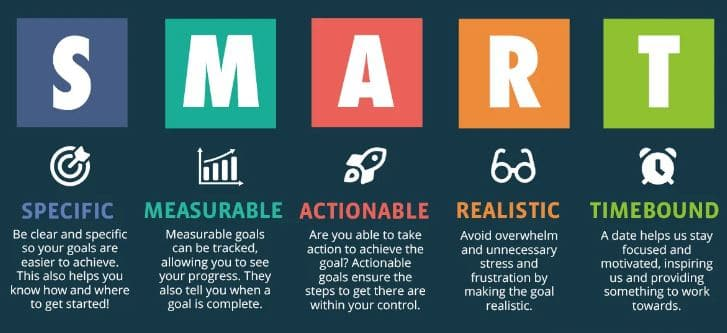 S M A R T
SPECIFIC
Be clear and specific
so your goals are
easier to achieve.
This also helps you
know how and where
to get started!
MEASURABLE
Measurable goals
can be tracked,
allowing you to see
your progress. They
also tell you when a
goal is complete.
ACTIONABLE
Are you able to take
action to achieve the
goal? Actionable
goals ensure the
steps to get there are
within your control.
REALISTIC
Avoid overwhelm
and unnecessary
stress and
frustration by
making the goal
realistic.
TIMEBOUND
A date helps us stay
focused and
motivated, inspiring
us and providing
something to work
towards.